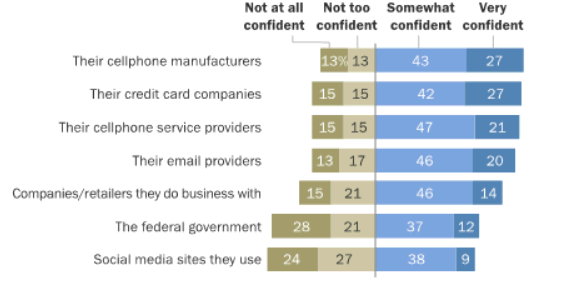 Not at all Not too Somewhat Very
confident confident confident confident
Their cellphone manufacturers 13% 13 43 27
Their credit card companies 15 15 42 27
Their cellphone service providers 15 15 47 21
Their email providers 13 17 46 20
Companies/retailers they do business with 15 21 46 14
The federal government 28 21 37 12
Social media sites they use 24 27 38 9